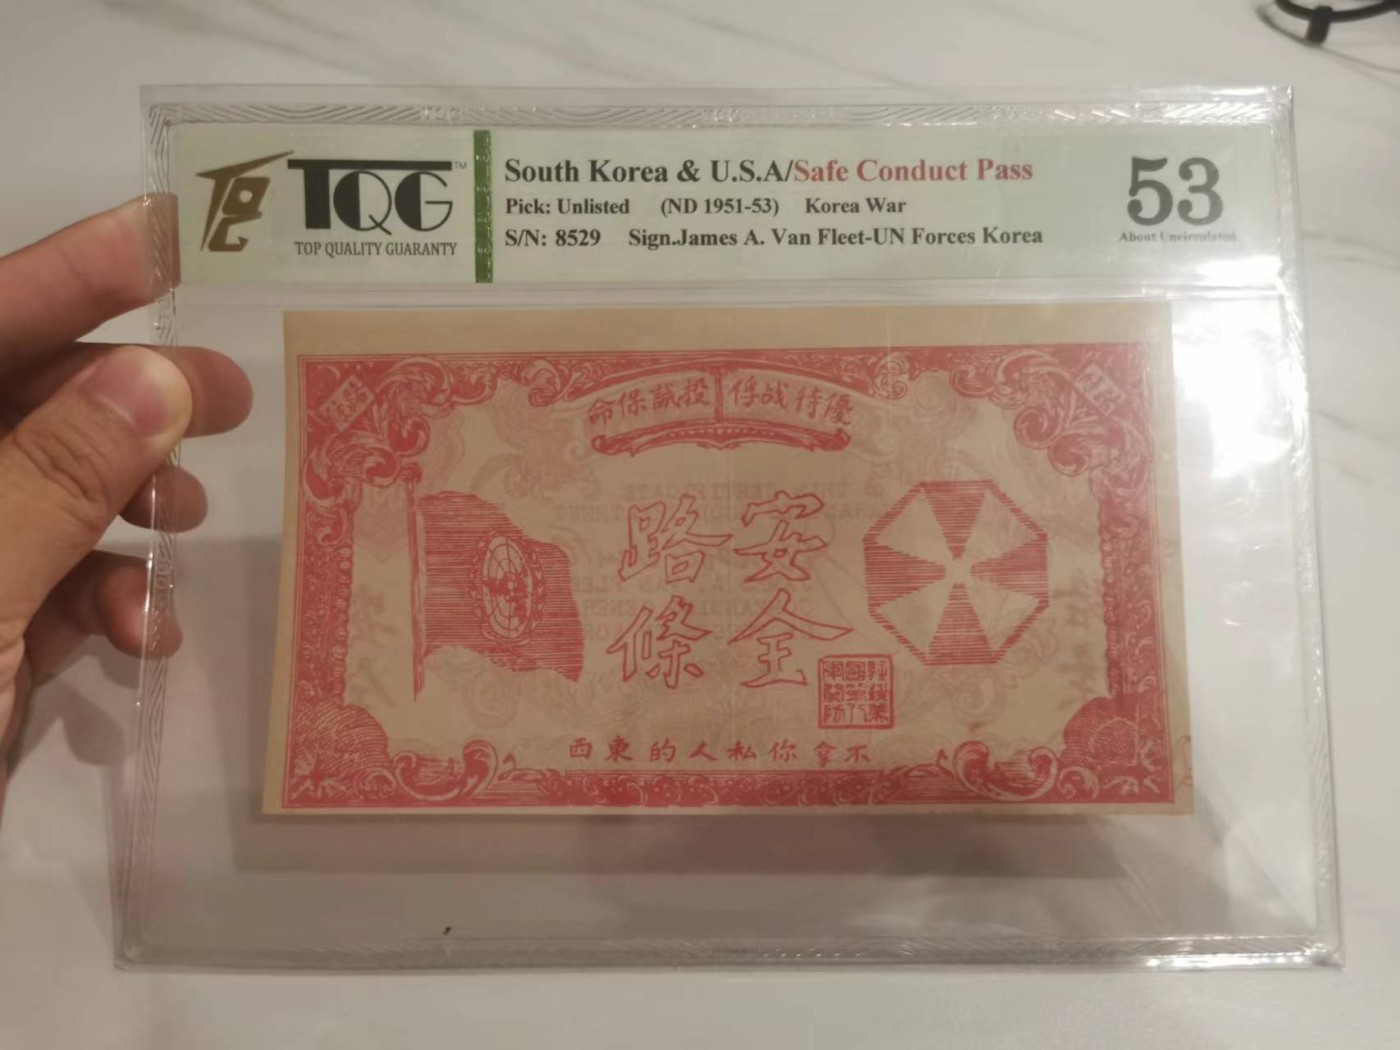 TQG™
TOP QUALITY GUARANTY
South Korea & U.S.A/Safe Conduct Pass
Pick: Unlisted (ND 1951-53) Korea War
S/N: 8529 Sign.James A. Van Fleet-UN Forces Korea
53
About Uncirculated
優待战俘 投誠保命
安全
路條
不拿你私人的東西